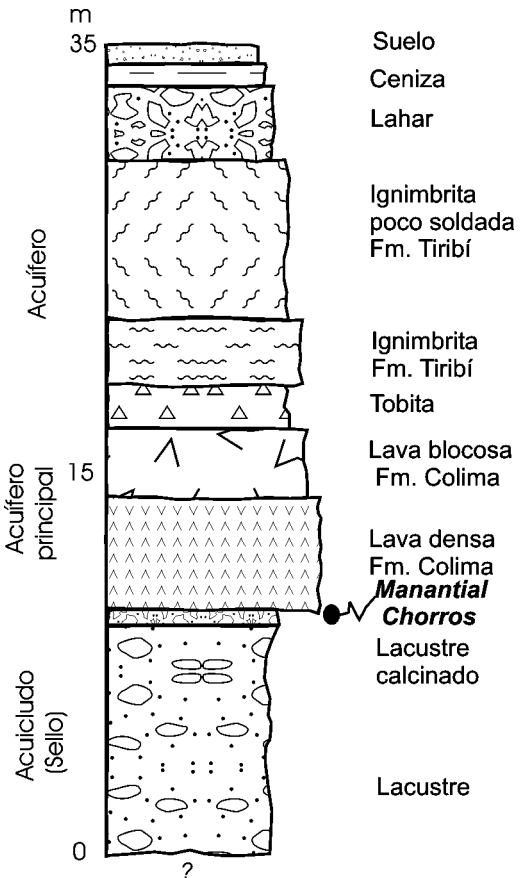 m
35
Suelo
Ceniza
Lahar
Ignimbrita
poco soldada
Fm. Tiribí
Acuífero
Ignimbrita
Fm. Tiribí
Tobita
Lava blocosa
Fm. Colima
15
Acuífero
principal
Lava densa
Fm. Colima
Manantial
Chorros
Lacustre
calcinado
Acuicludo
(Sello)
Lacustre
0
?